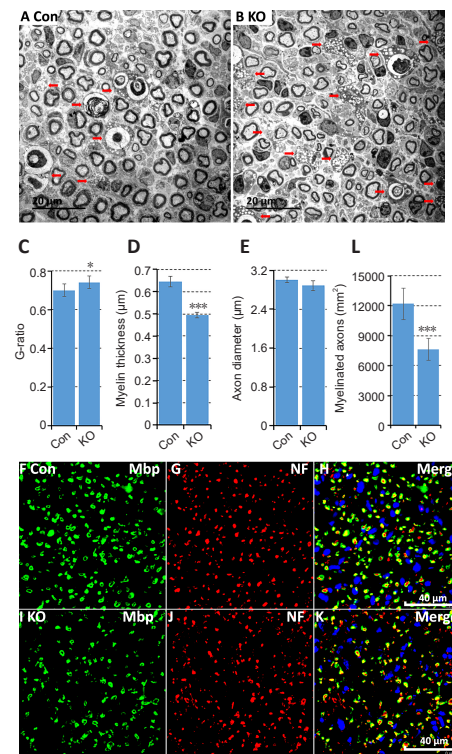 A Con
B KO
20 µm
20 µm
C
D
E
L
G-ratio
0.8
0.6
0.4
0.2
0
*
Con
KO
Myelin thickness (µm)
0.7
0.6
0.5
0.4
0.3
0.2
0.1
0
***
Con
KO
Axon diameter (µm)
3.2
2.4
1.6
0.8
0
Con
KO
Myelinated axons (mm²)
15000
12000
9000
6000
3000
0
***
Con
KO
F Con
Mbp
G
NF
H
Merge
40 µm
I KO
Mbp
J
NF
K
Merge
40 µm